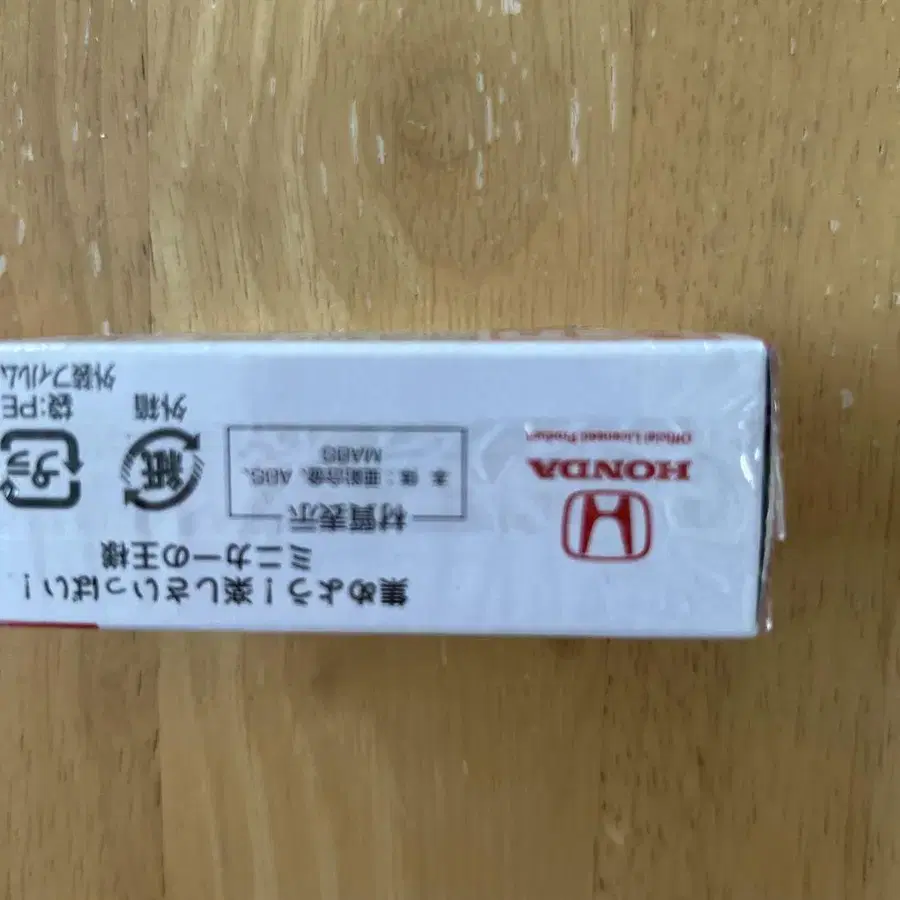 HONDA
Official Licensed Product
集めよう！楽しさいっぱい！
ミニカーの王様
材質表示
本体：亜鉛合金、ABS、
MABS
紙
外箱
プラ
袋:PE
外装フィルム